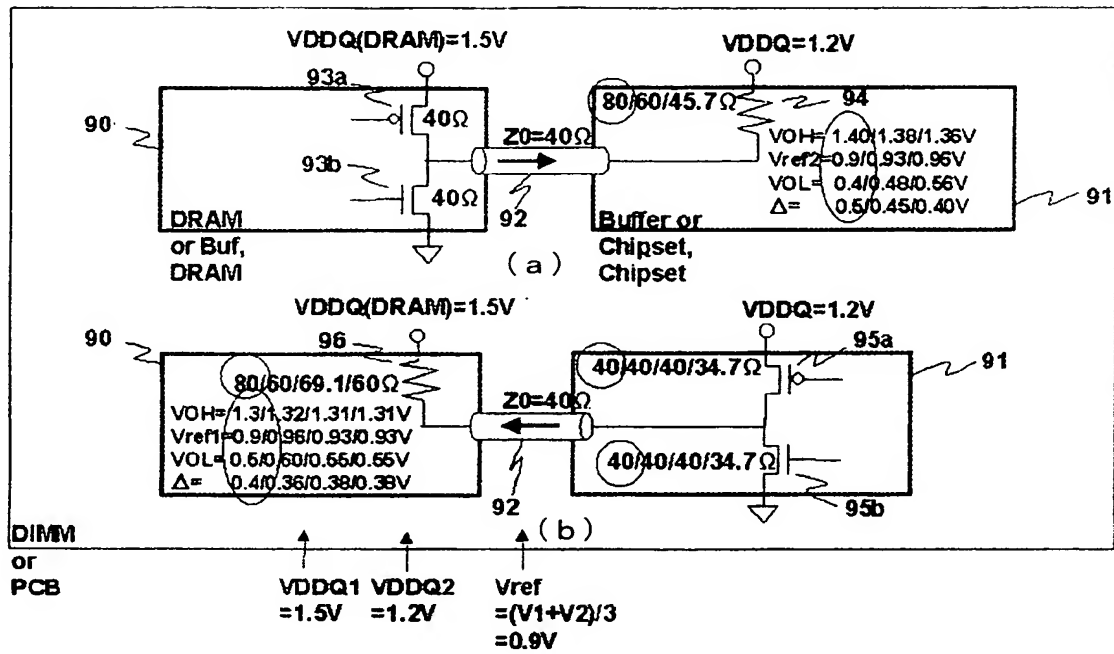 VDDQ(DRAM)=1.5V
VDDQ=1.2V
93a
90
40Ω
93b
40Ω
Z0=40Ω
92
80/60/45.7Ω
94
VOH= 1.40/1.38/1.36V
Vref2=0.9/0.93/0.96V
VOL= 0.4/0.48/0.56V
Δ= 0.5/0.45/0.40V
91
DRAM
or Buf,
DRAM
(a)
Buffer or
Chipset,
Chipset
VDDQ(DRAM)=1.5V
VDDQ=1.2V
90
96
95a
91
80/60/69.1/60Ω
VOH= 1.3/1.32/1.31/1.31V
Vref1=0.9/0.96/0.93/0.93V
VOL= 0.5/0.60/0.55/0.55V
Δ= 0.4/0.36/0.38/0.38V
Z0=40Ω
92
40/40/40/34.7Ω
40/40/40/34.7Ω
95b
(b)
DIMM
or
PCB
VDDQ1
=1.5V
VDDQ2
=1.2V
Vref
=(V1+V2)/3
=0.9V